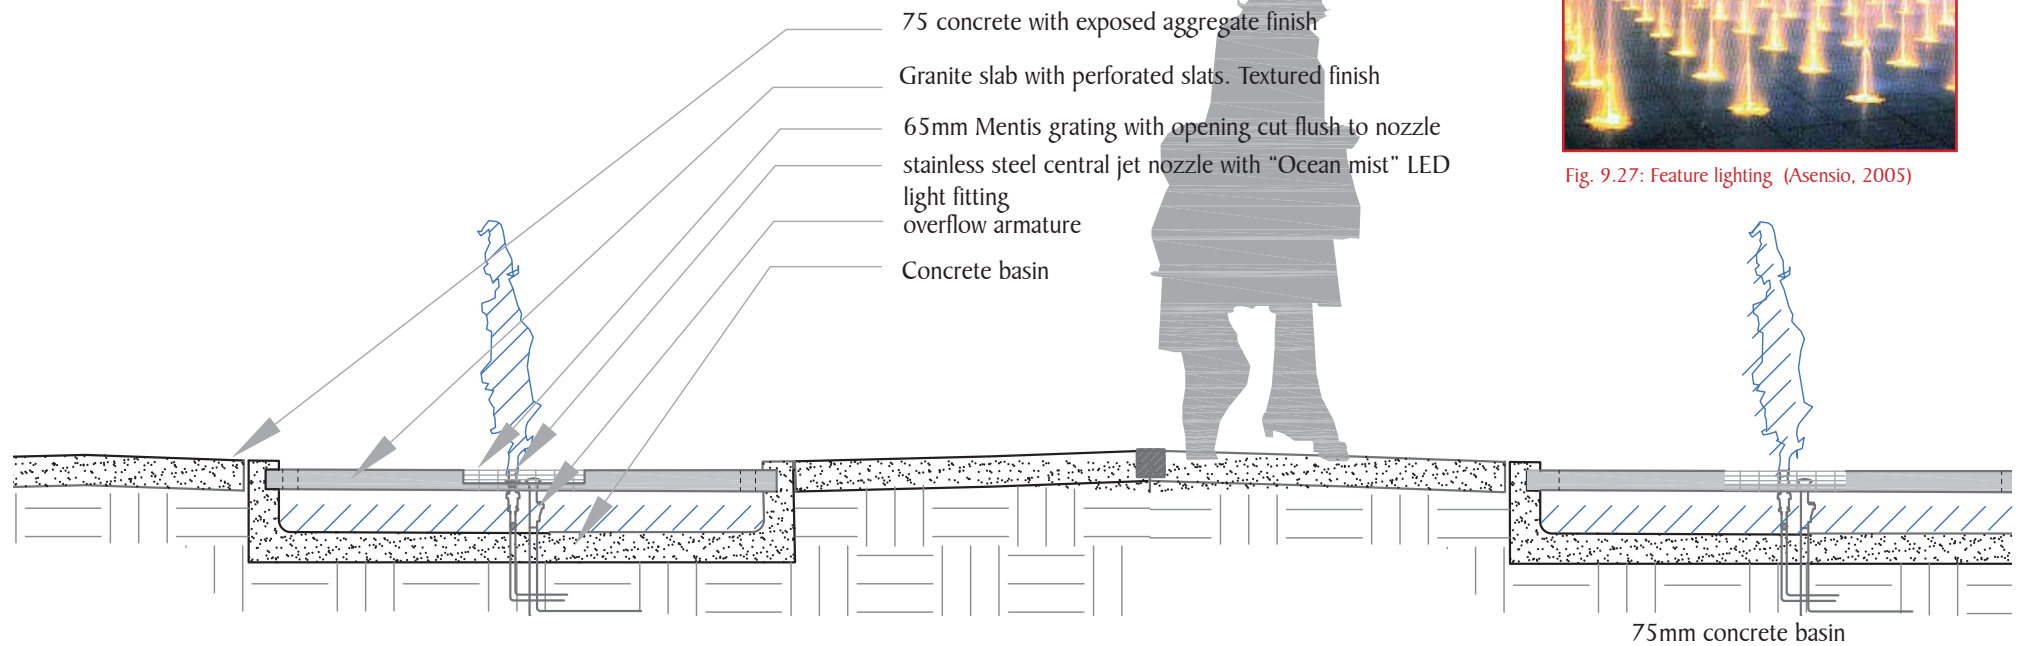 75 concrete with exposed aggregate finish
Granite slab with perforated slats. Textured finish
65mm Mentis grating with opening cut flush to nozzle
stainless steel central jet nozzle with “Ocean mist” LED
light fitting
overflow armature
Concrete basin
Fig. 9.27: Feature lighting (Asensio, 2005)
75mm concrete basin